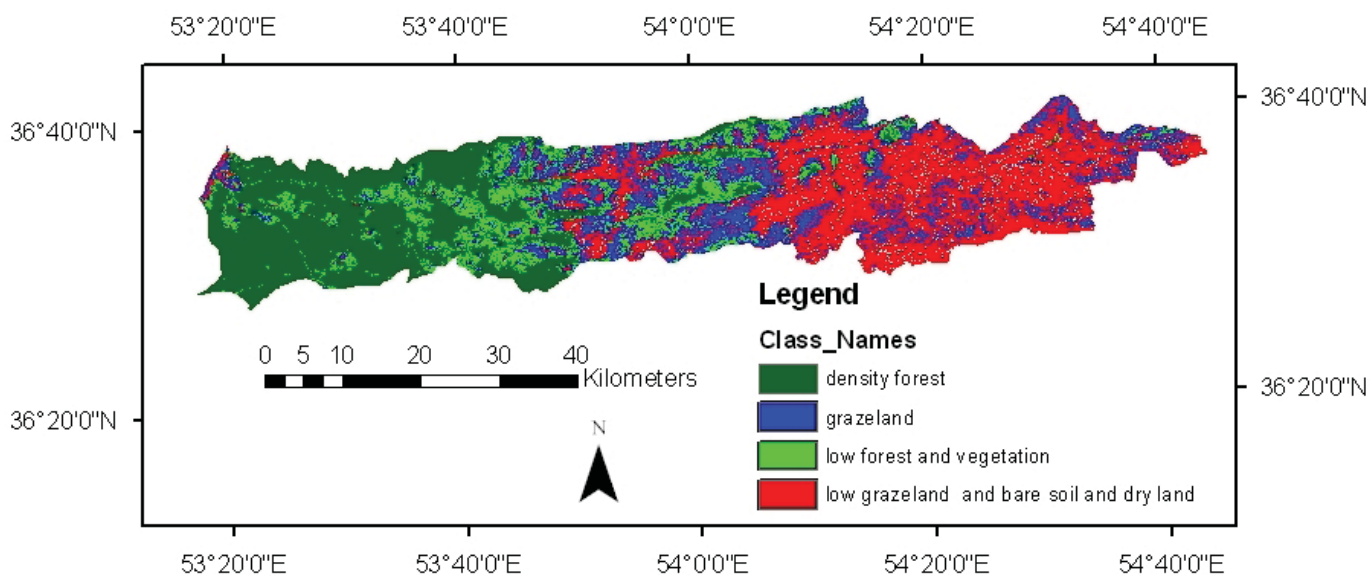 53°20'0"E 53°40'0"E 54°0'0"E 54°20'0"E 54°40'0"E
36°40'0"N 36°40'0"N
Legend
Class_Names
0 5 10 20 30 40
Kilometers
density forest
36°20'0"N 36°20'0"N
grazeland
N
low forest and vegetation
low grazeland and bare soil and dry land
53°20'0"E 53°40'0"E 54°0'0"E 54°20'0"E 54°40'0"E